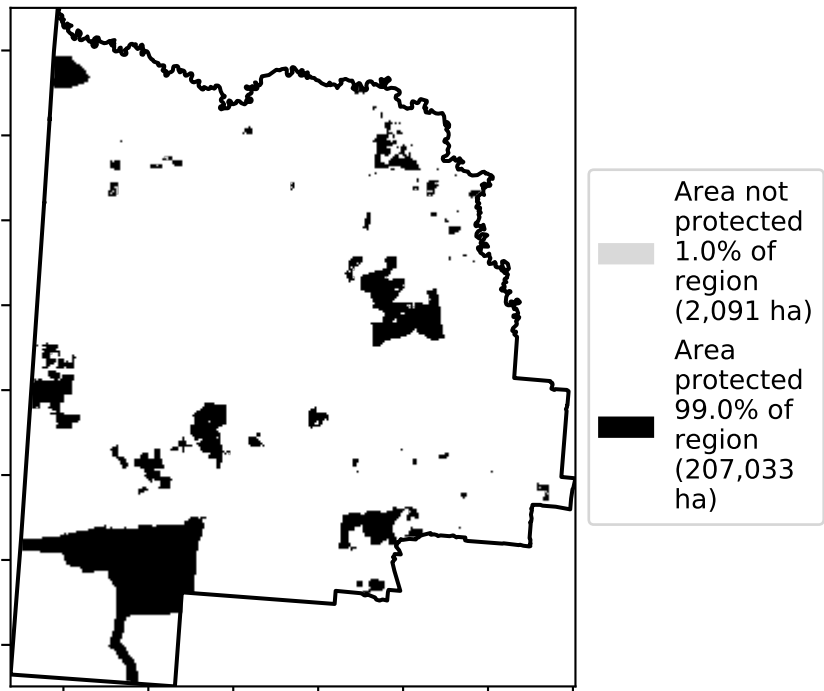 Area not
protected
1.0% of
region
(2,091 ha)
Area
protected
99.0% of
region
(207,033
ha)